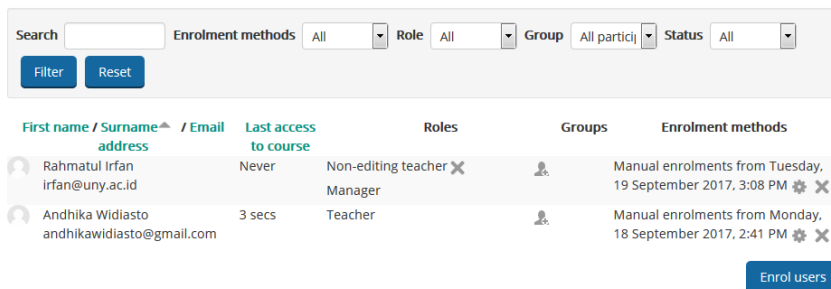 Search Enrolment methods All Role All Group All particip Status All
Filter Reset
First name / Surname / Email address Last access to course Roles Groups Enrolment methods
Rahmatul Irfan Never Non-editing teacher Manual enrolments from Tuesday,
irfan@uny.ac.id Manager 19 September 2017, 3:08 PM
Andhika Widiasto 3 secs Teacher Manual enrolments from Monday,
andhikawidiasto@gmail.com 18 September 2017, 2:41 PM
Enrol users